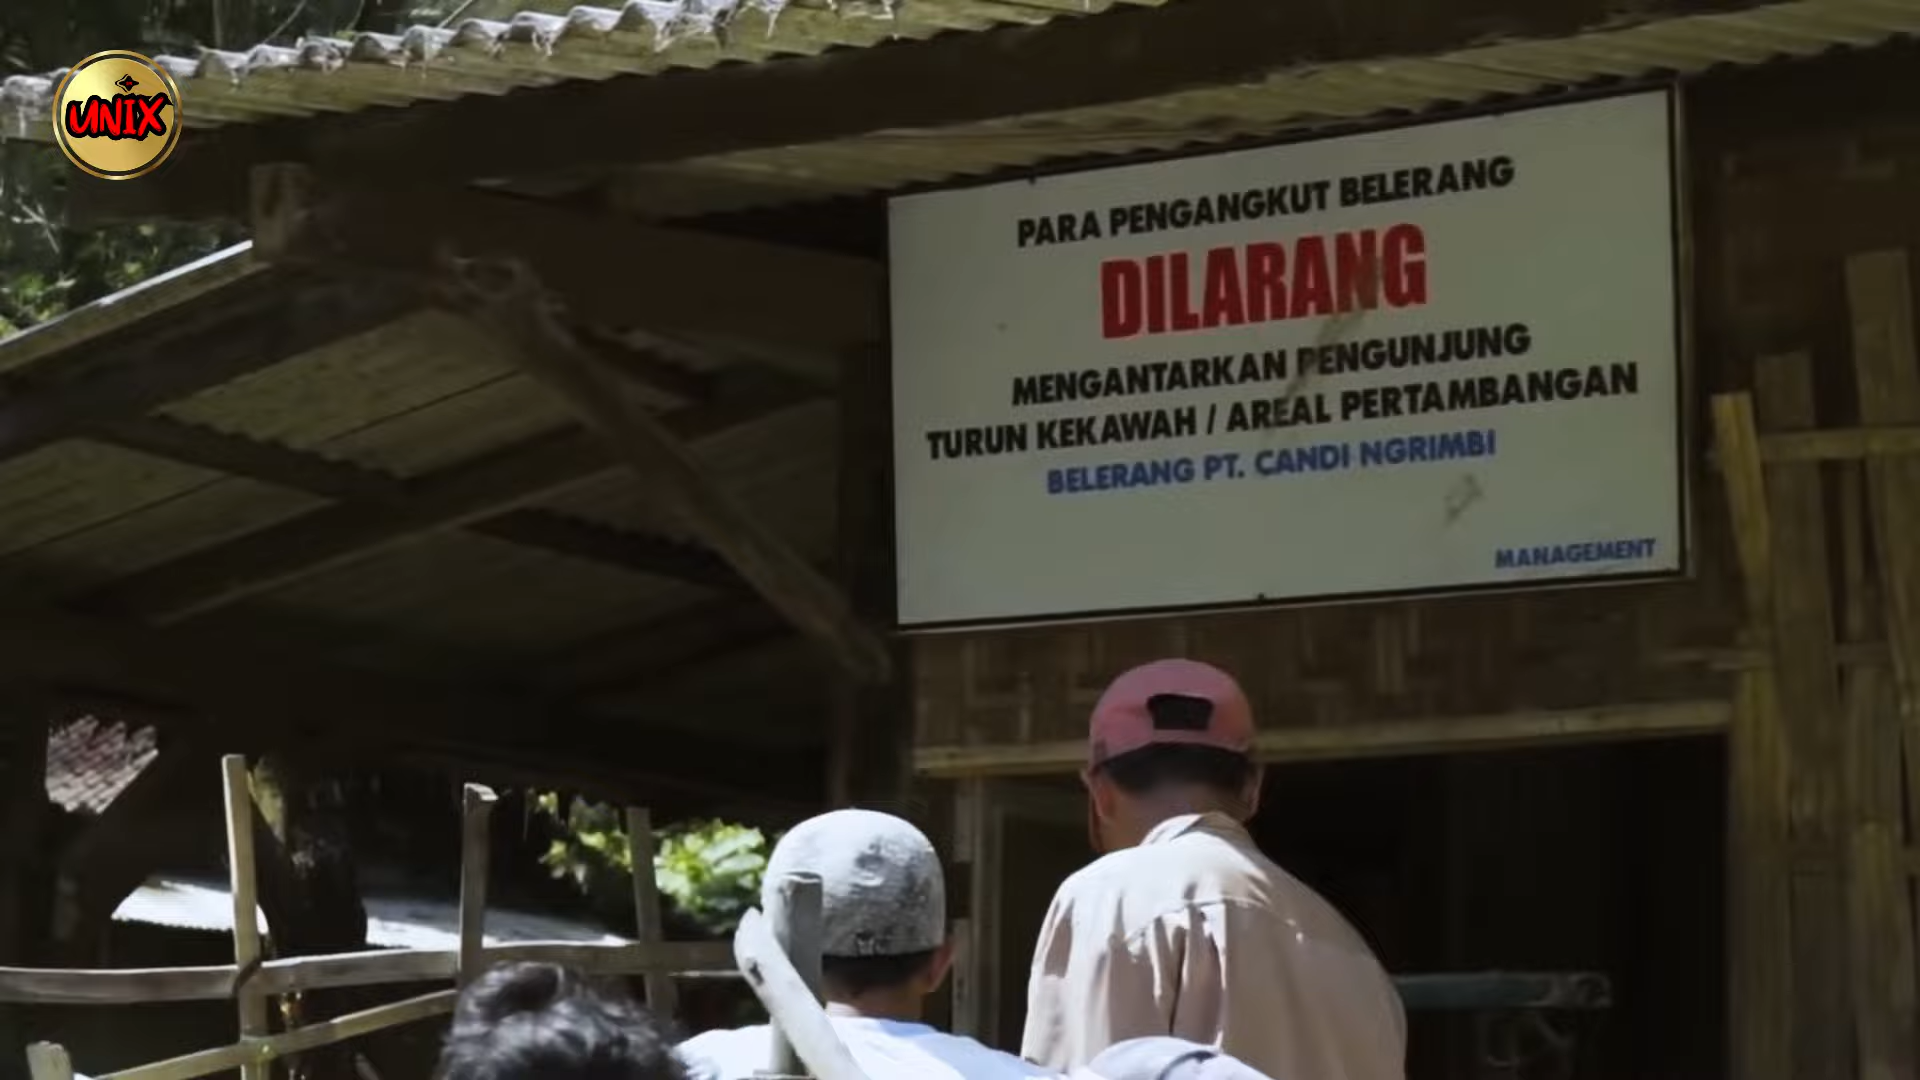 UNIX
PARA PENGANGKUT BELERANG
DILARANG
MENGANTARKAN PENGUNJUNG
TURUN KEKAWAH / AREAL PERTAMBANGAN
BELERANG PT. CANDI NGRIMBI
MANAGEMENT